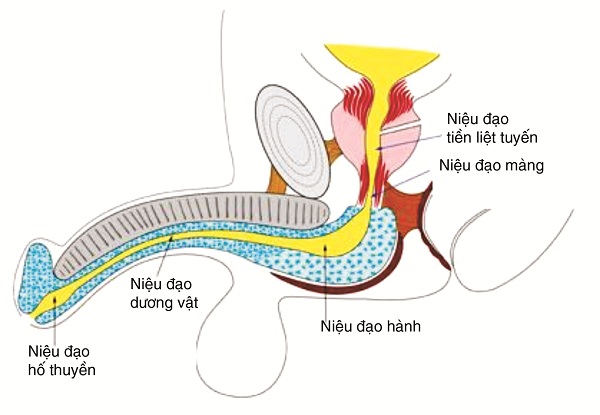 Niệu đạo
tiền liệt tuyến
Niệu đạo màng
Niệu đạo
dương vật
Niệu đạo hành
Niệu đạo
hố thuyền